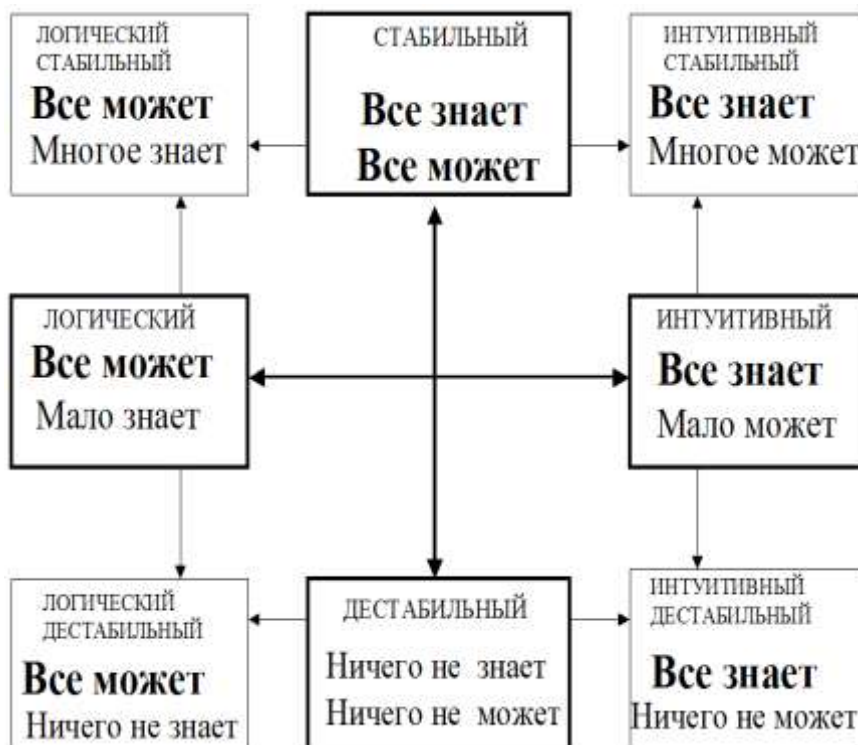 ЛОГИЧЕСКИЙ
СТАБИЛЬНЫЙ
Все может
Многое знает
СТАБИЛЬНЫЙ
Все знает
Все может
ИНТУИТИВНЫЙ
СТАБИЛЬНЫЙ
Все знает
Многое может
ЛОГИЧЕСКИЙ
Все может
Мало знает
ИНТУИТИВНЫЙ
Все знает
Мало может
ЛОГИЧЕСКИЙ
ДЕСТАБИЛЬНЫЙ
Все может
Ничего не знает
ДЕСТАБИЛЬНЫЙ
Ничего не знает
Ничего не может
ИНТУИТИВНЫЙ
ДЕСТАБИЛЬНЫЙ
Все знает
Ничего не может